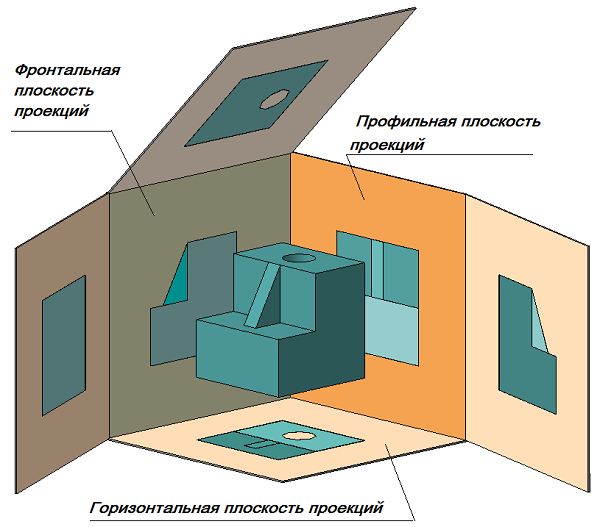 Фронтальная
плоскость
проекций
Профильная плоскость
проекций
Горизонтальная плоскость проекций